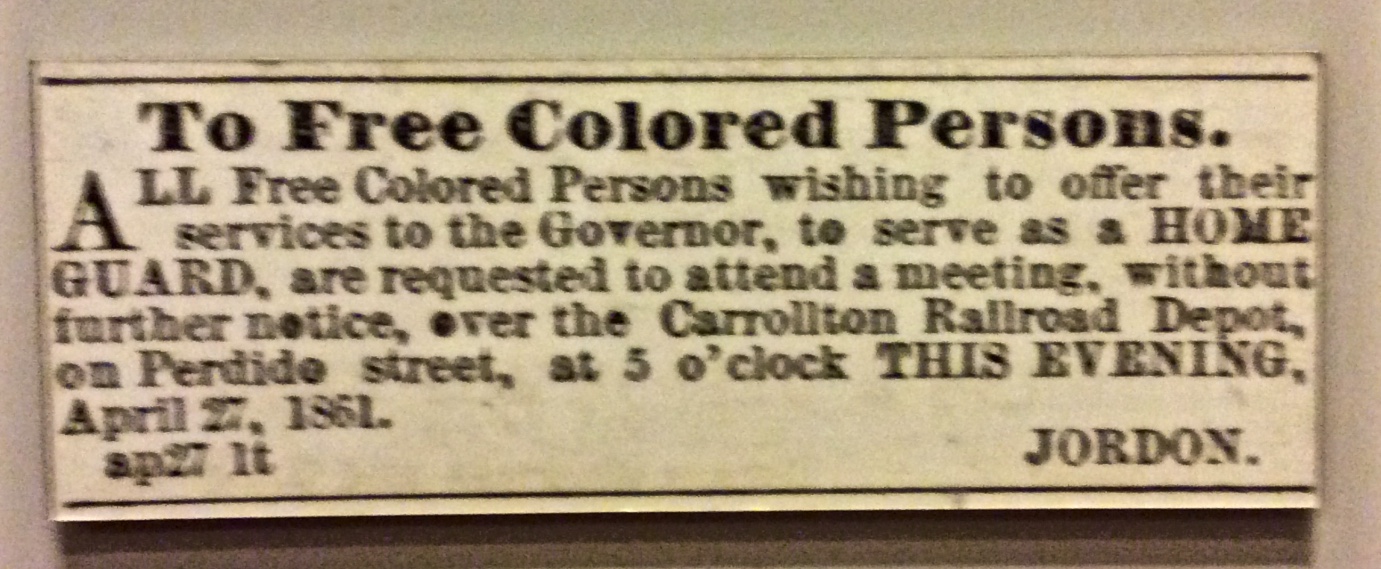 To Free Colored Persons.
ALL Free Colored Persons wishing to offer their
services to the Governor, to serve as a HOME
GUARD, are requested to attend a meeting, without
further notice, over the Carrollton Railroad Depot,
on Perdido street, at 5 o'clock THIS EVENING,
April 27, 1861.
ap27 1t
JORDON.